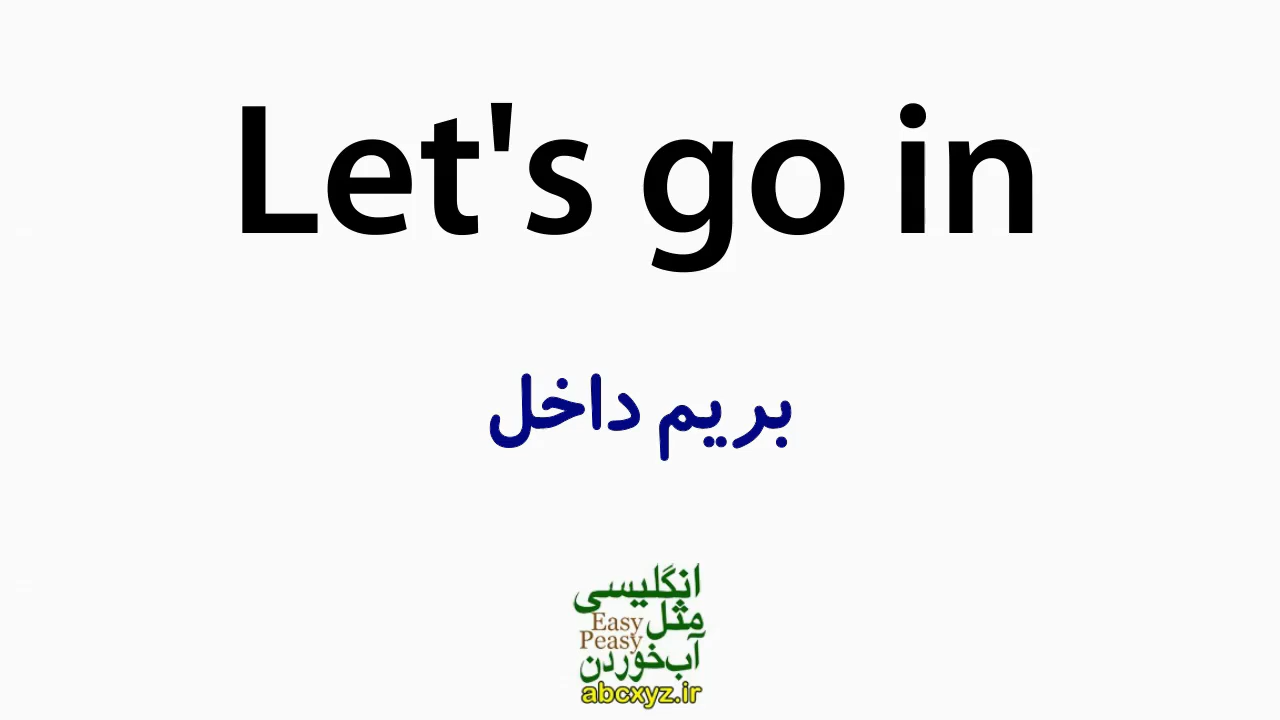 Let's go in
بریم داخل
انگلیسی
مثل Easy
Peasy
آب‌خوردن
abcxyz.ir